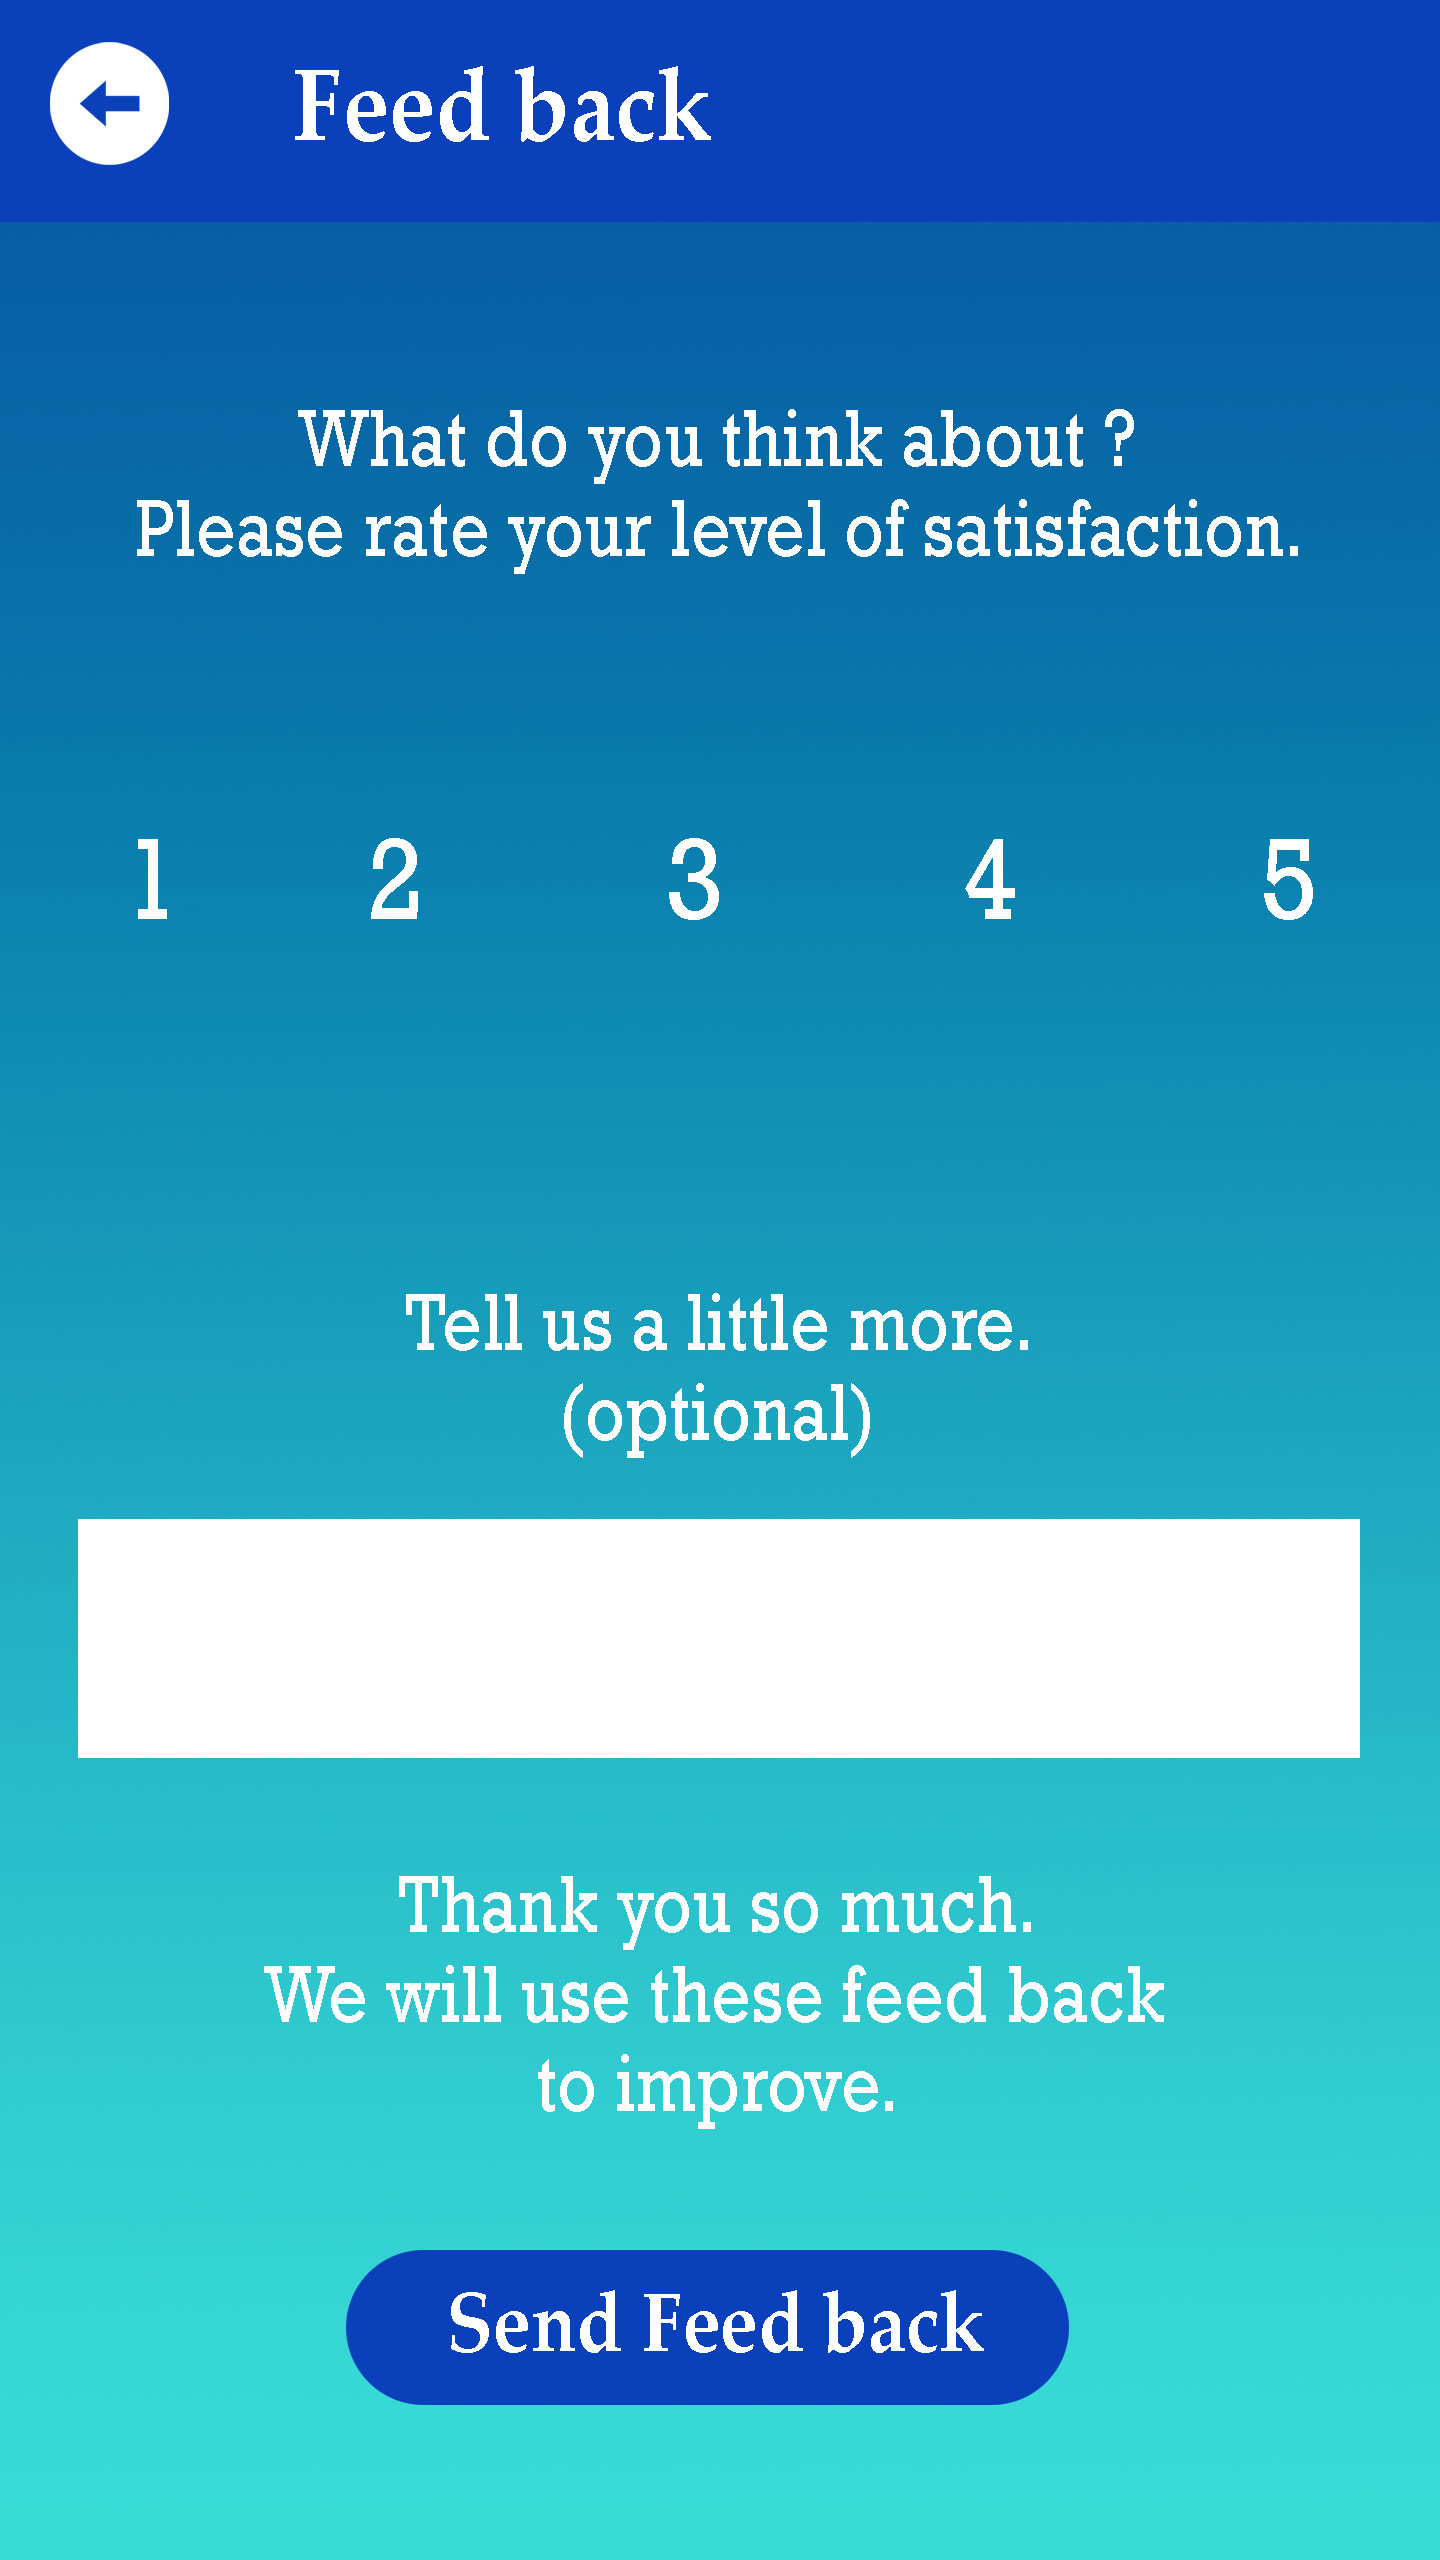 Feed back
What do you think about ?
Please rate your level of satisfaction.
1 2 3 4 5
Tell us a little more.
(optional)
Thank you so much.
We will use these feed back
to improve.
Send Feed back